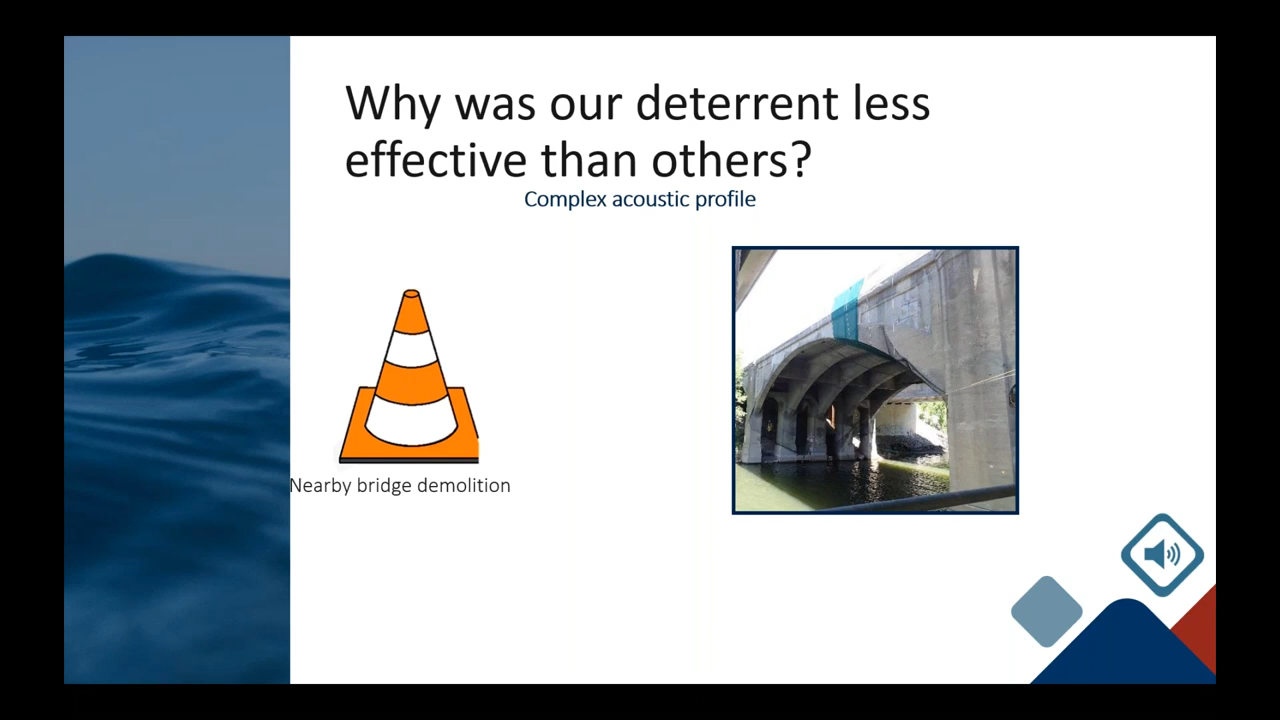 Why was our deterrent less
effective than others?
Complex acoustic profile
Nearby bridge demolition